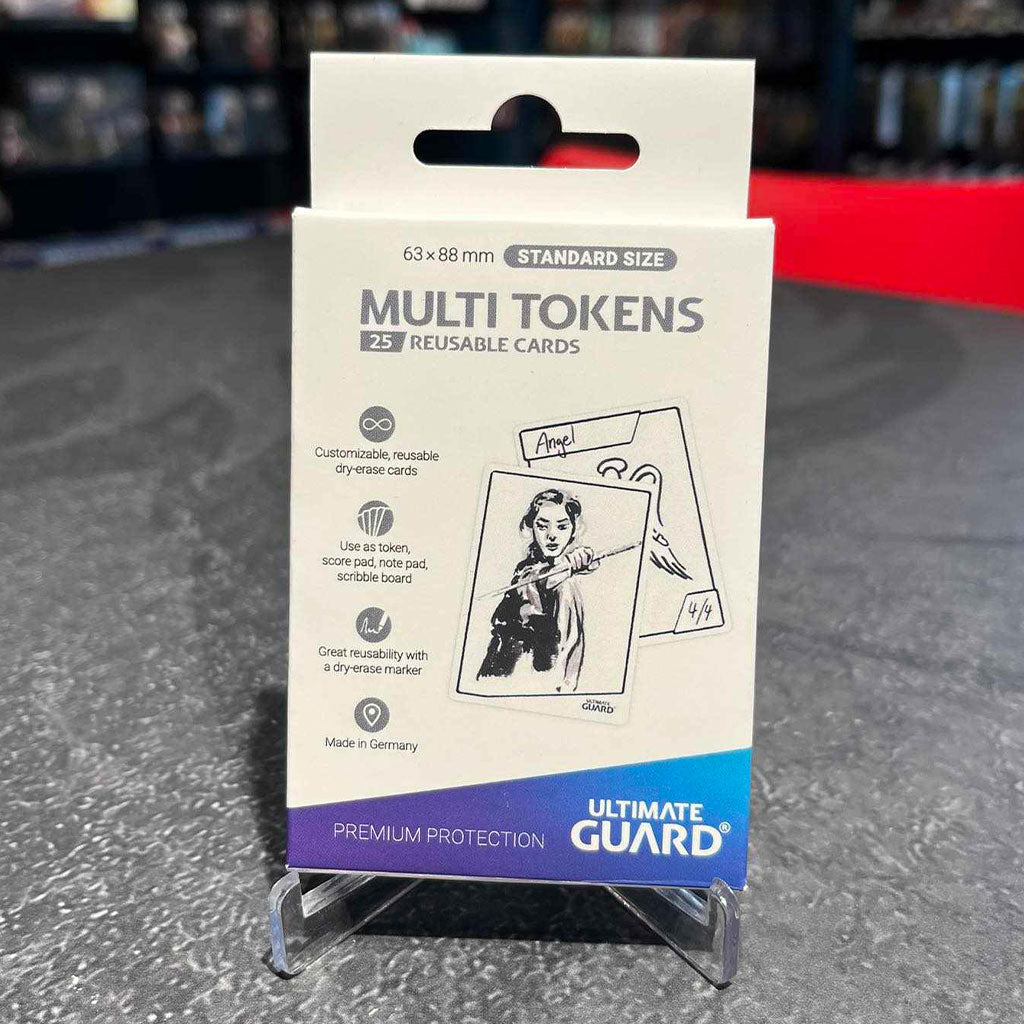 63 × 88 mm STANDARD SIZE
MULTI TOKENS
25 REUSABLE CARDS
Customizable, reusable
dry-erase cards
Use as token,
score pad, note pad,
scribble board
Great reusability with
a dry-erase marker
Made in Germany
Angel
4/4
ULTIMATE
GUARD
PREMIUM PROTECTION
ULTIMATE
GUARD®